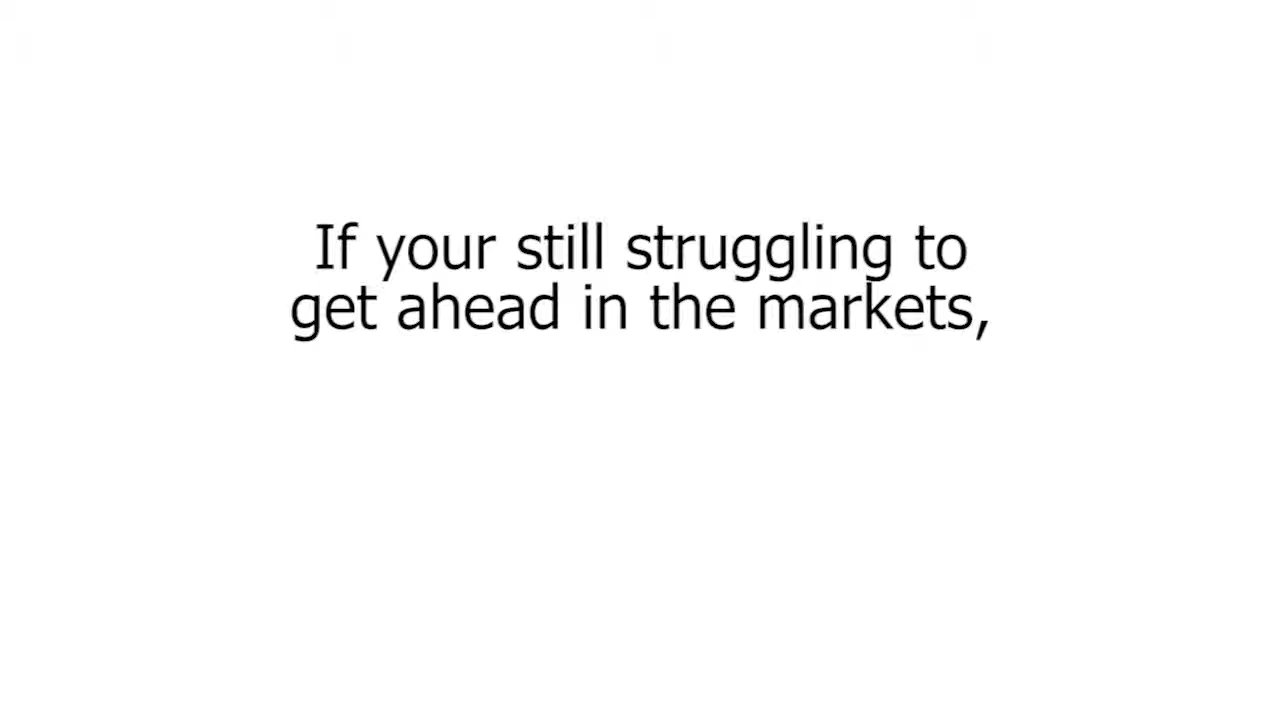 If your still struggling to
get ahead in the markets,